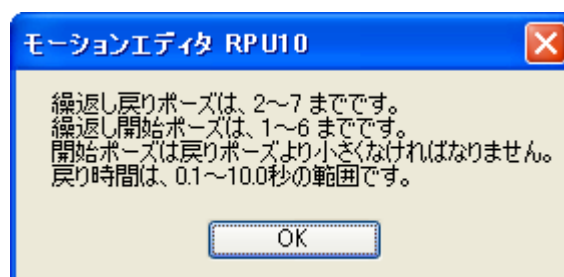 モーションエディタ RPU10
繰返し戻りポーズは、2～7 までです。
繰返し開始ポーズは、1～6 までです。
開始ポーズは戻りポーズより小さくなければなりません。
戻り時間は、0.1～10.0秒の範囲です。
OK